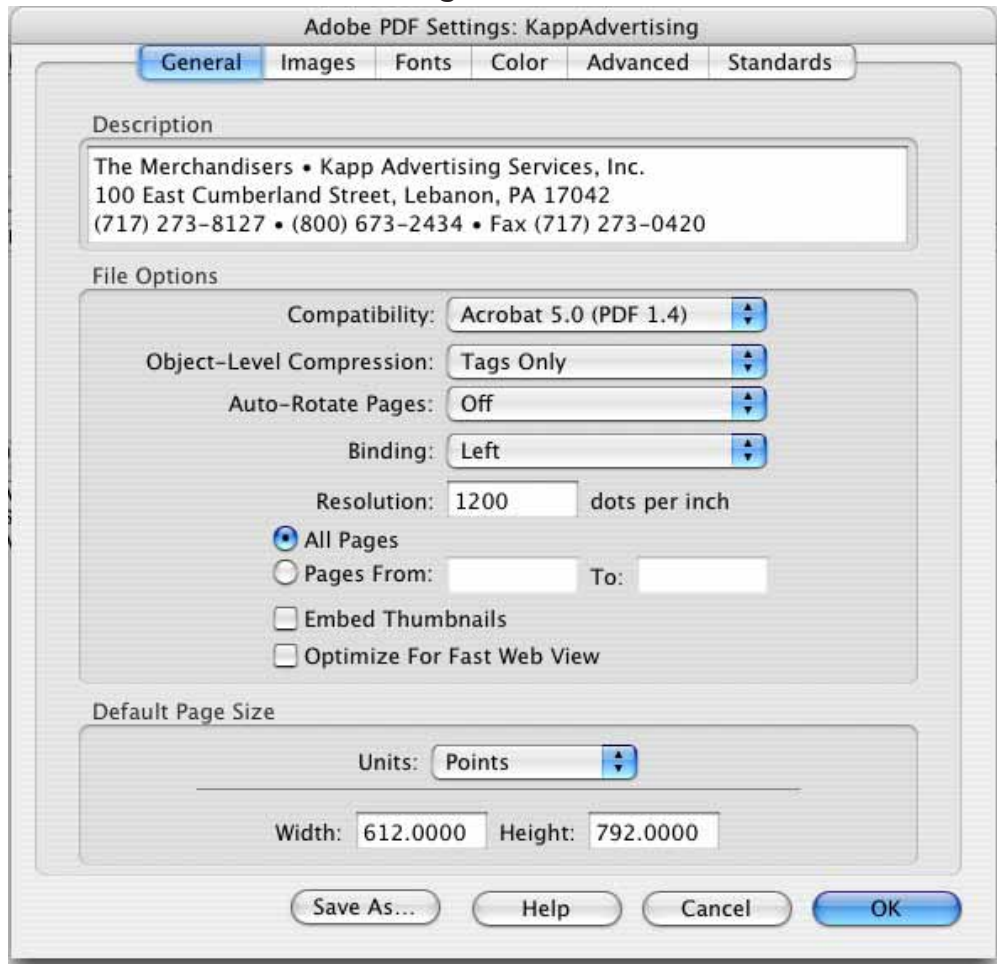 Adobe PDF Settings: KappAdvertising
General Images Fonts Color Advanced Standards
Description
The Merchandisers • Kapp Advertising Services, Inc.
100 East Cumberland Street, Lebanon, PA 17042
(717) 273-8127 • (800) 673-2434 • Fax (717) 273-0420
File Options
Compatibility: Acrobat 5.0 (PDF 1.4)
Object-Level Compression: Tags Only
Auto-Rotate Pages: Off
Binding: Left
Resolution: 1200 dots per inch
All Pages
Pages From: To:
Embed Thumbnails
Optimize For Fast Web View
Default Page Size
Units: Points
Width: 612.0000 Height: 792.0000
Save As... Help Cancel OK